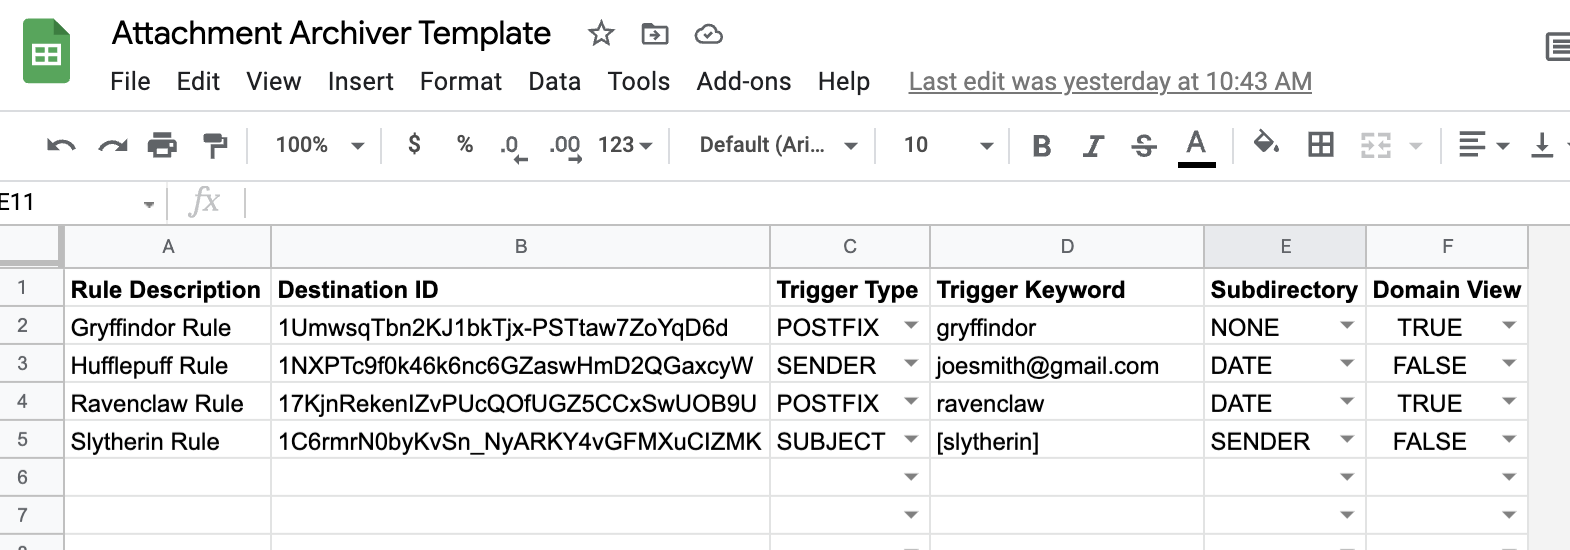 Attachment Archiver Template
File Edit View Insert Format Data Tools Add-ons Help Last edit was yesterday at 10:43 AM
100% $ % .0 .00 123 Default (Ari... 10 B I S A
E11 fx
A B C D E F
1 Rule Description Destination ID Trigger Type Trigger Keyword Subdirectory Domain View
2 Gryffindor Rule 1UmwsqTbn2KJ1bkTjx-PSTtaw7ZoYqD6d POSTFIX gryffindor NONE TRUE
3 Hufflepuff Rule 1NXPTc9f0k46k6nc6GZaswHmD2QGaxcyW SENDER joesmith@gmail.com DATE FALSE
4 Ravenclaw Rule 17KjnRekenIZvPUcQOfUGZ5CCxSwUOB9U POSTFIX ravenclaw DATE TRUE
5 Slytherin Rule 1C6rmrN0byKvSn_NyARKY4vGFMXuCIZMK SUBJECT [slytherin] SENDER FALSE
6
7